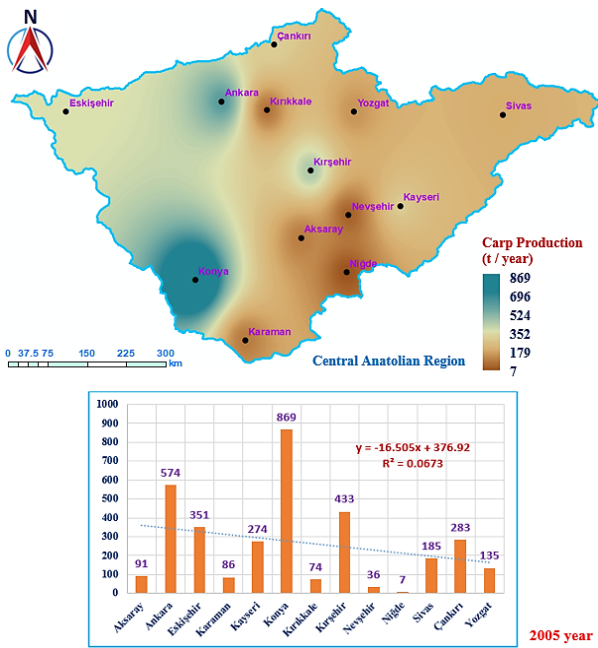 N
Çankırı
Eskişehir
Ankara
Kırıkkale
Yozgat
Sivas
Kırşehir
Kayseri
Nevşehir
Aksaray
Konya
Niğde
Karaman
Carp Production
(t / year)
869
696
524
352
179
7
0 37.5 75 150 225 300
km
Central Anatolian Region
1000
900
800
700
600
500
400
300
200
100
0
y = -16.505x + 376.92
R² = 0.0673
91
574
351
86
274
869
74
433
36
7
185
283
135
Aksaray
Ankara
Eskişehir
Karaman
Kayseri
Konya
Kırıkkale
Kırşehir
Nevşehir
Niğde
Sivas
Çankırı
Yozgat
2005 year